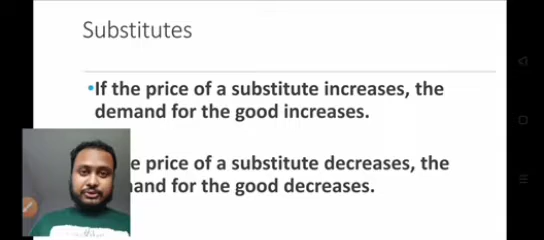 Substitutes
•If the price of a substitute increases, the
demand for the good increases.
price of a substitute decreases, the
for the good decreases.